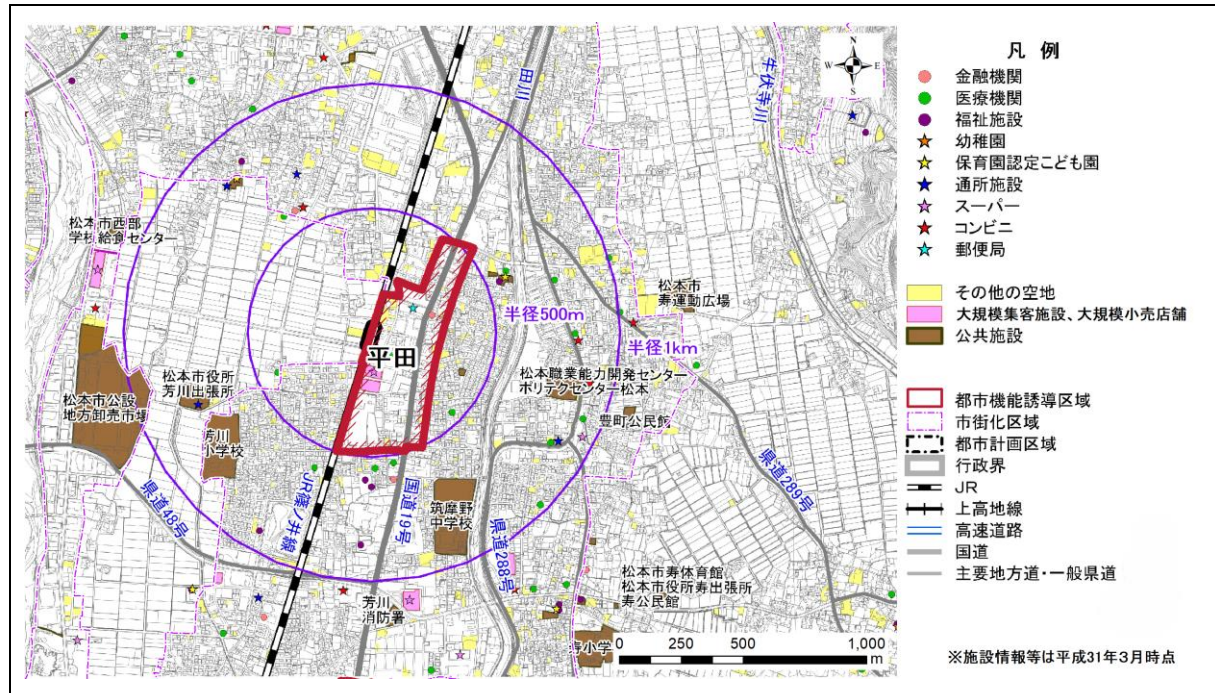 N
W
E
S
田川
牛伏寺川
松本市西部
学校給食センター
半径500m
松本市
寿運動広場
半径1km
平田
松本職業能力開発センター
ポリテクセンター松本
松本市役所
芳川出張所
松本市公設
地方卸売市場
豊町公民館
芳川
小学校
県道289号
JR篠ノ井線
国道19号
筑摩野
中学校
県道48号
県道288号
芳川
消防署
松本市寿体育館
松本市役所寿出張所
寿公民館
寿小学
0 250 500 1,000
m
凡 例
金融機関
医療機関
福祉施設
幼稚園
保育園認定こども園
通所施設
スーパー
コンビニ
郵便局
その他の空地
大規模集客施設、大規模小売店舗
公共施設
都市機能誘導区域
市街化区域
都市計画区域
行政界
JR
上高地線
高速道路
国道
主要地方道・一般県道
※施設情報等は平成31年3月時点